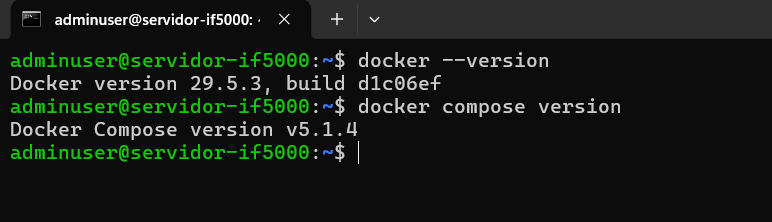 adminuser@servidor-if5000: ~
adminuser@servidor-if5000:~$ docker --version
Docker version 29.5.3, build d1c06ef
adminuser@servidor-if5000:~$ docker compose version
Docker Compose version v5.1.4
adminuser@servidor-if5000:~$